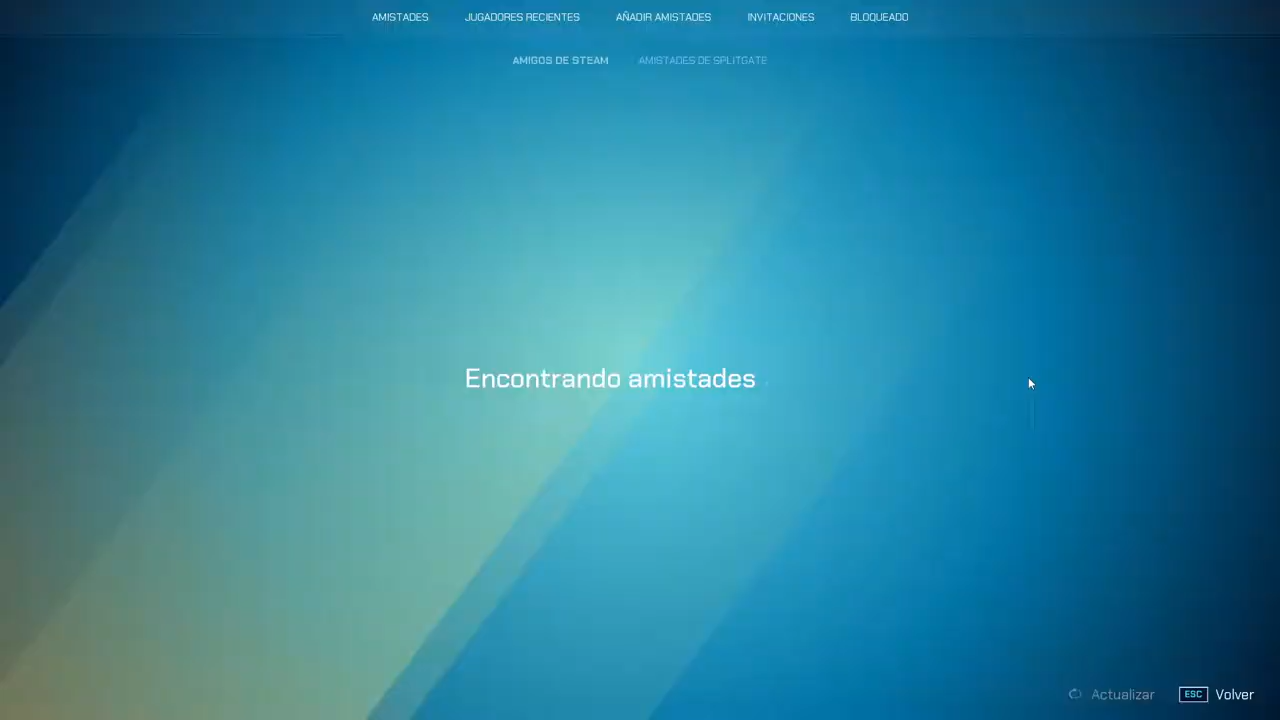 AMISTADES JUGADORES RECIENTES AÑADIR AMISTADES INVITACIONES BLOQUEADO
AMIGOS DE STEAM AMISTADES DE SPLITGATE
Encontrando amistades
Actualizar ESC Volver